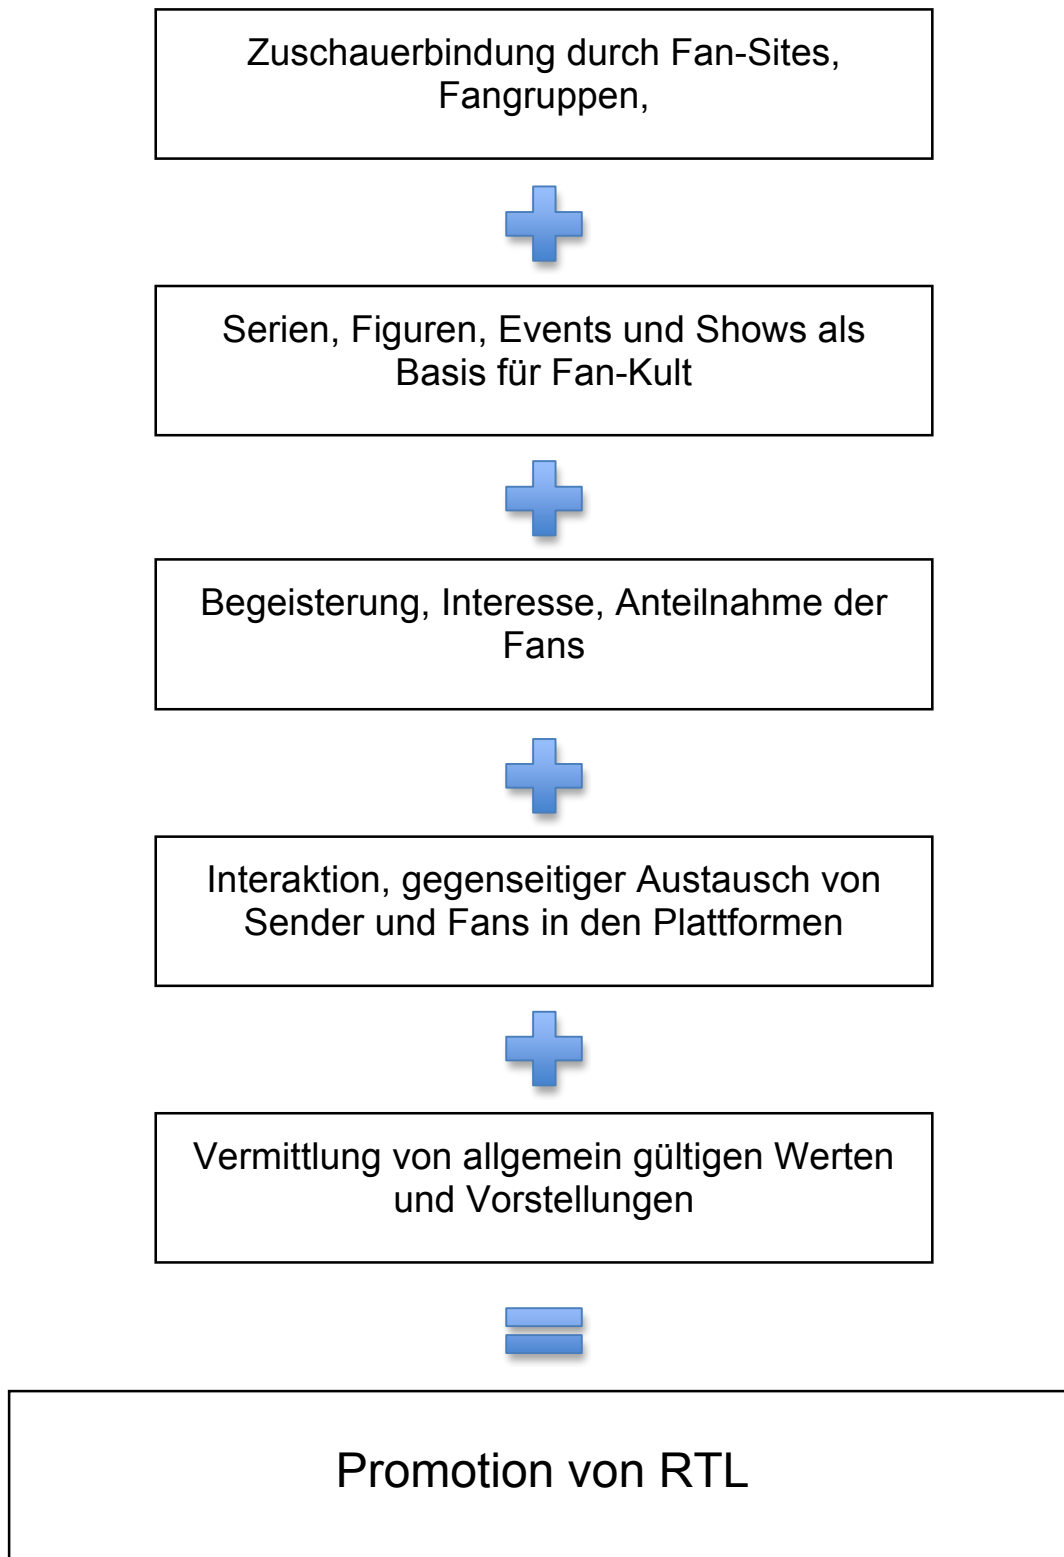 Zuschauerbindung durch Fan-Sites,
Fangruppen,
Serien, Figuren, Events und Shows als
Basis für Fan-Kult
Begeisterung, Interesse, Anteilnahme der
Fans
Interaktion, gegenseitiger Austausch von
Sender und Fans in den Plattformen
Vermittlung von allgemein gültigen Werten
und Vorstellungen
Promotion von RTL